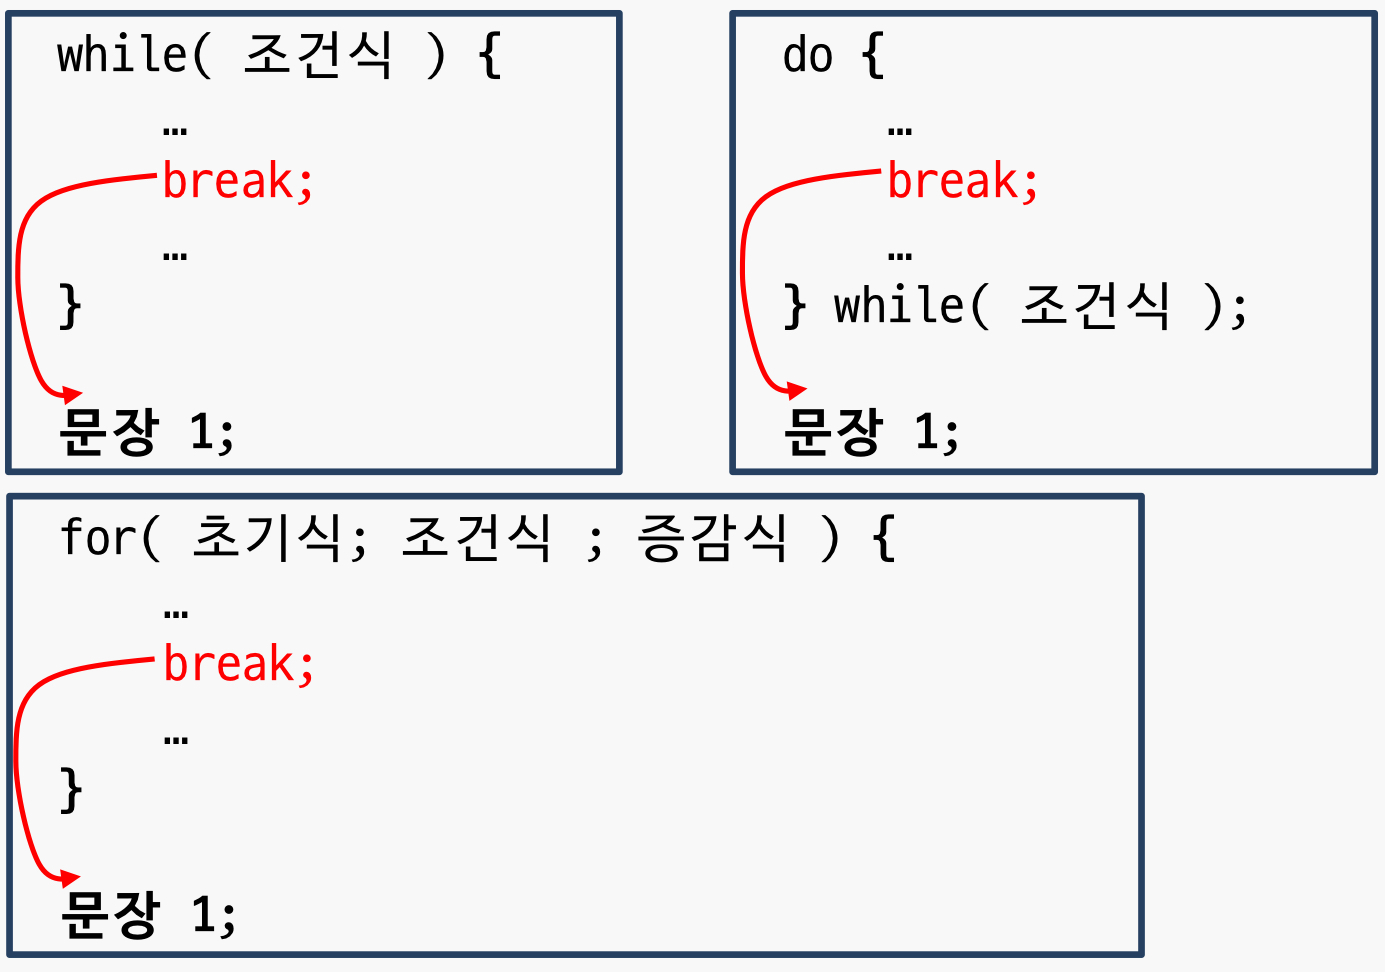 while( 조건식 ) {
…
break;
…
}
문장 1;
do {
…
break;
…
} while( 조건식 );
문장 1;
for( 초기식; 조건식 ; 증감식 ) {
…
break;
…
}
문장 1;